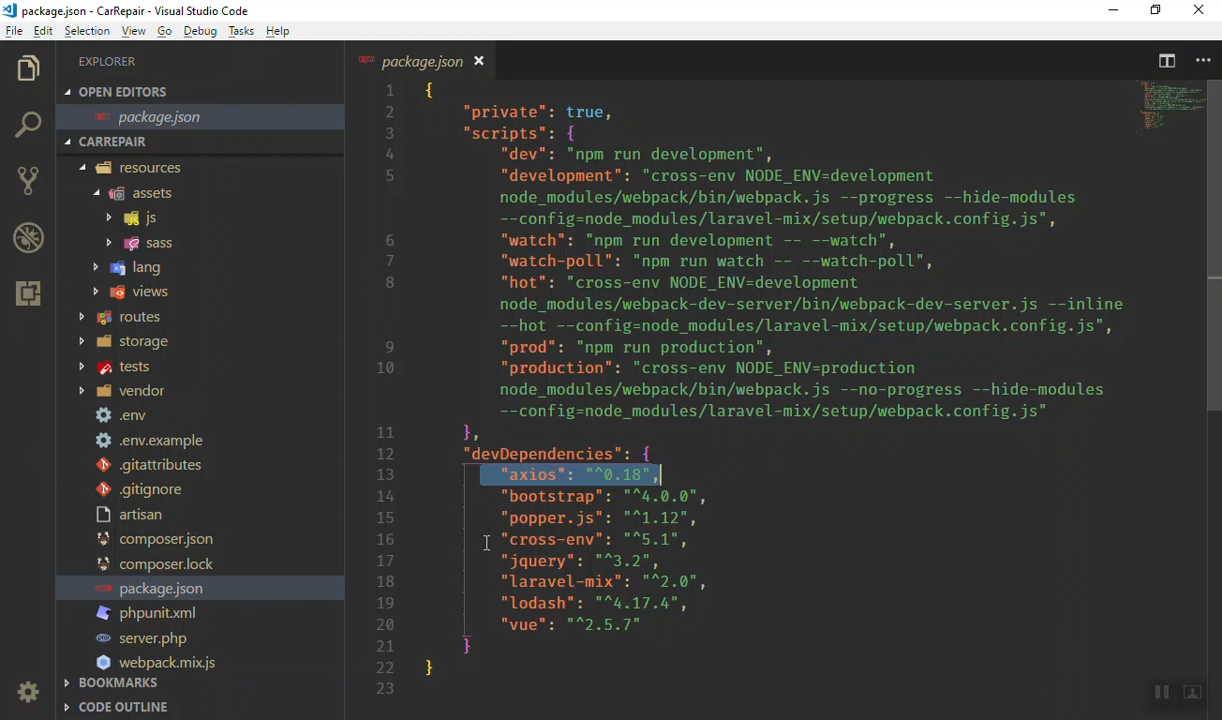 package.json - CarRepair - Visual Studio Code
File Edit Selection View Go Debug Tasks Help
EXPLORER
OPEN EDITORS
package.json
CARREPAIR
resources
assets
js
sass
lang
views
routes
storage
tests
vendor
.env
.env.example
.gitattributes
.gitignore
artisan
composer.json
composer.lock
package.json
phpunit.xml
server.php
webpack.mix.js
BOOKMARKS
CODE OUTLINE
package.json
1 {
2 "private": true,
3 "scripts": {
4 "dev": "npm run development",
5 "development": "cross-env NODE_ENV=development
node_modules/webpack/bin/webpack.js --progress --hide-modules
--config=node_modules/laravel-mix/setup/webpack.config.js",
6 "watch": "npm run development -- --watch",
7 "watch-poll": "npm run watch -- --watch-poll",
8 "hot": "cross-env NODE_ENV=development
node_modules/webpack-dev-server/bin/webpack-dev-server.js --inline
--hot --config=node_modules/laravel-mix/setup/webpack.config.js",
9 "prod": "npm run production",
10 "production": "cross-env NODE_ENV=production
node_modules/webpack/bin/webpack.js --no-progress --hide-modules
--config=node_modules/laravel-mix/setup/webpack.config.js"
11 },
12 "devDependencies": {
13 "axios": "^0.18",
14 "bootstrap": "^4.0.0",
15 "popper.js": "^1.12",
16 "cross-env": "^5.1",
17 "jquery": "^3.2",
18 "laravel-mix": "^2.0",
19 "lodash": "^4.17.4",
20 "vue": "^2.5.7"
21 }
22 }
23